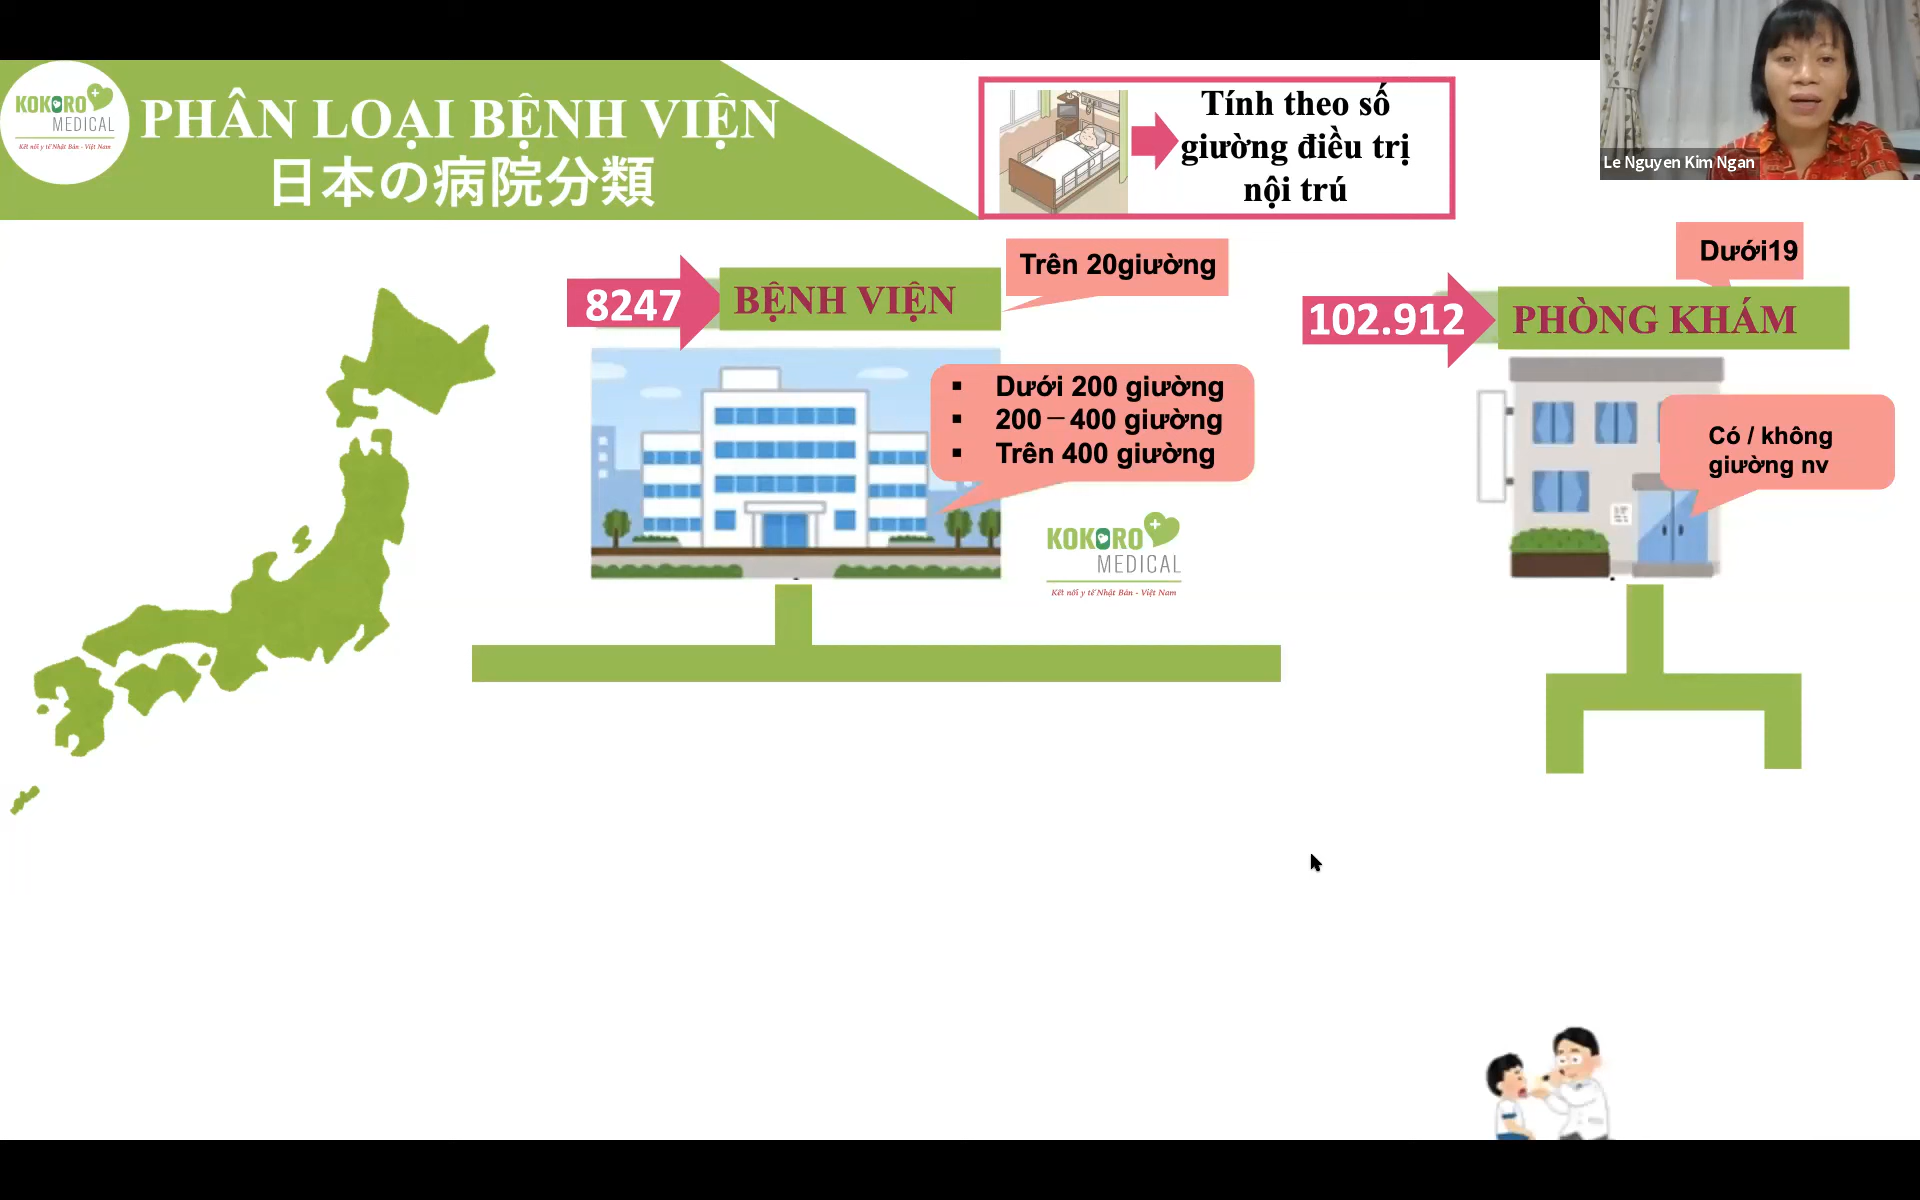 KOKORO
MEDICAL
Kết nối y tế Nhật Bản - Việt Nam
PHÂN LOẠI BỆNH VIỆN
日本の病院分類
Tính theo số
giường điều trị
nội trú
Le Nguyen Kim Ngan
8247
BỆNH VIỆN
Trên 20giường
▪ Dưới 200 giường
▪ 200－400 giường
▪ Trên 400 giường
KOKORO
MEDICAL
Kết nối y tế Nhật Bản - Việt Nam
Dưới19
102.912
PHÒNG KHÁM
Có / không
giường nv